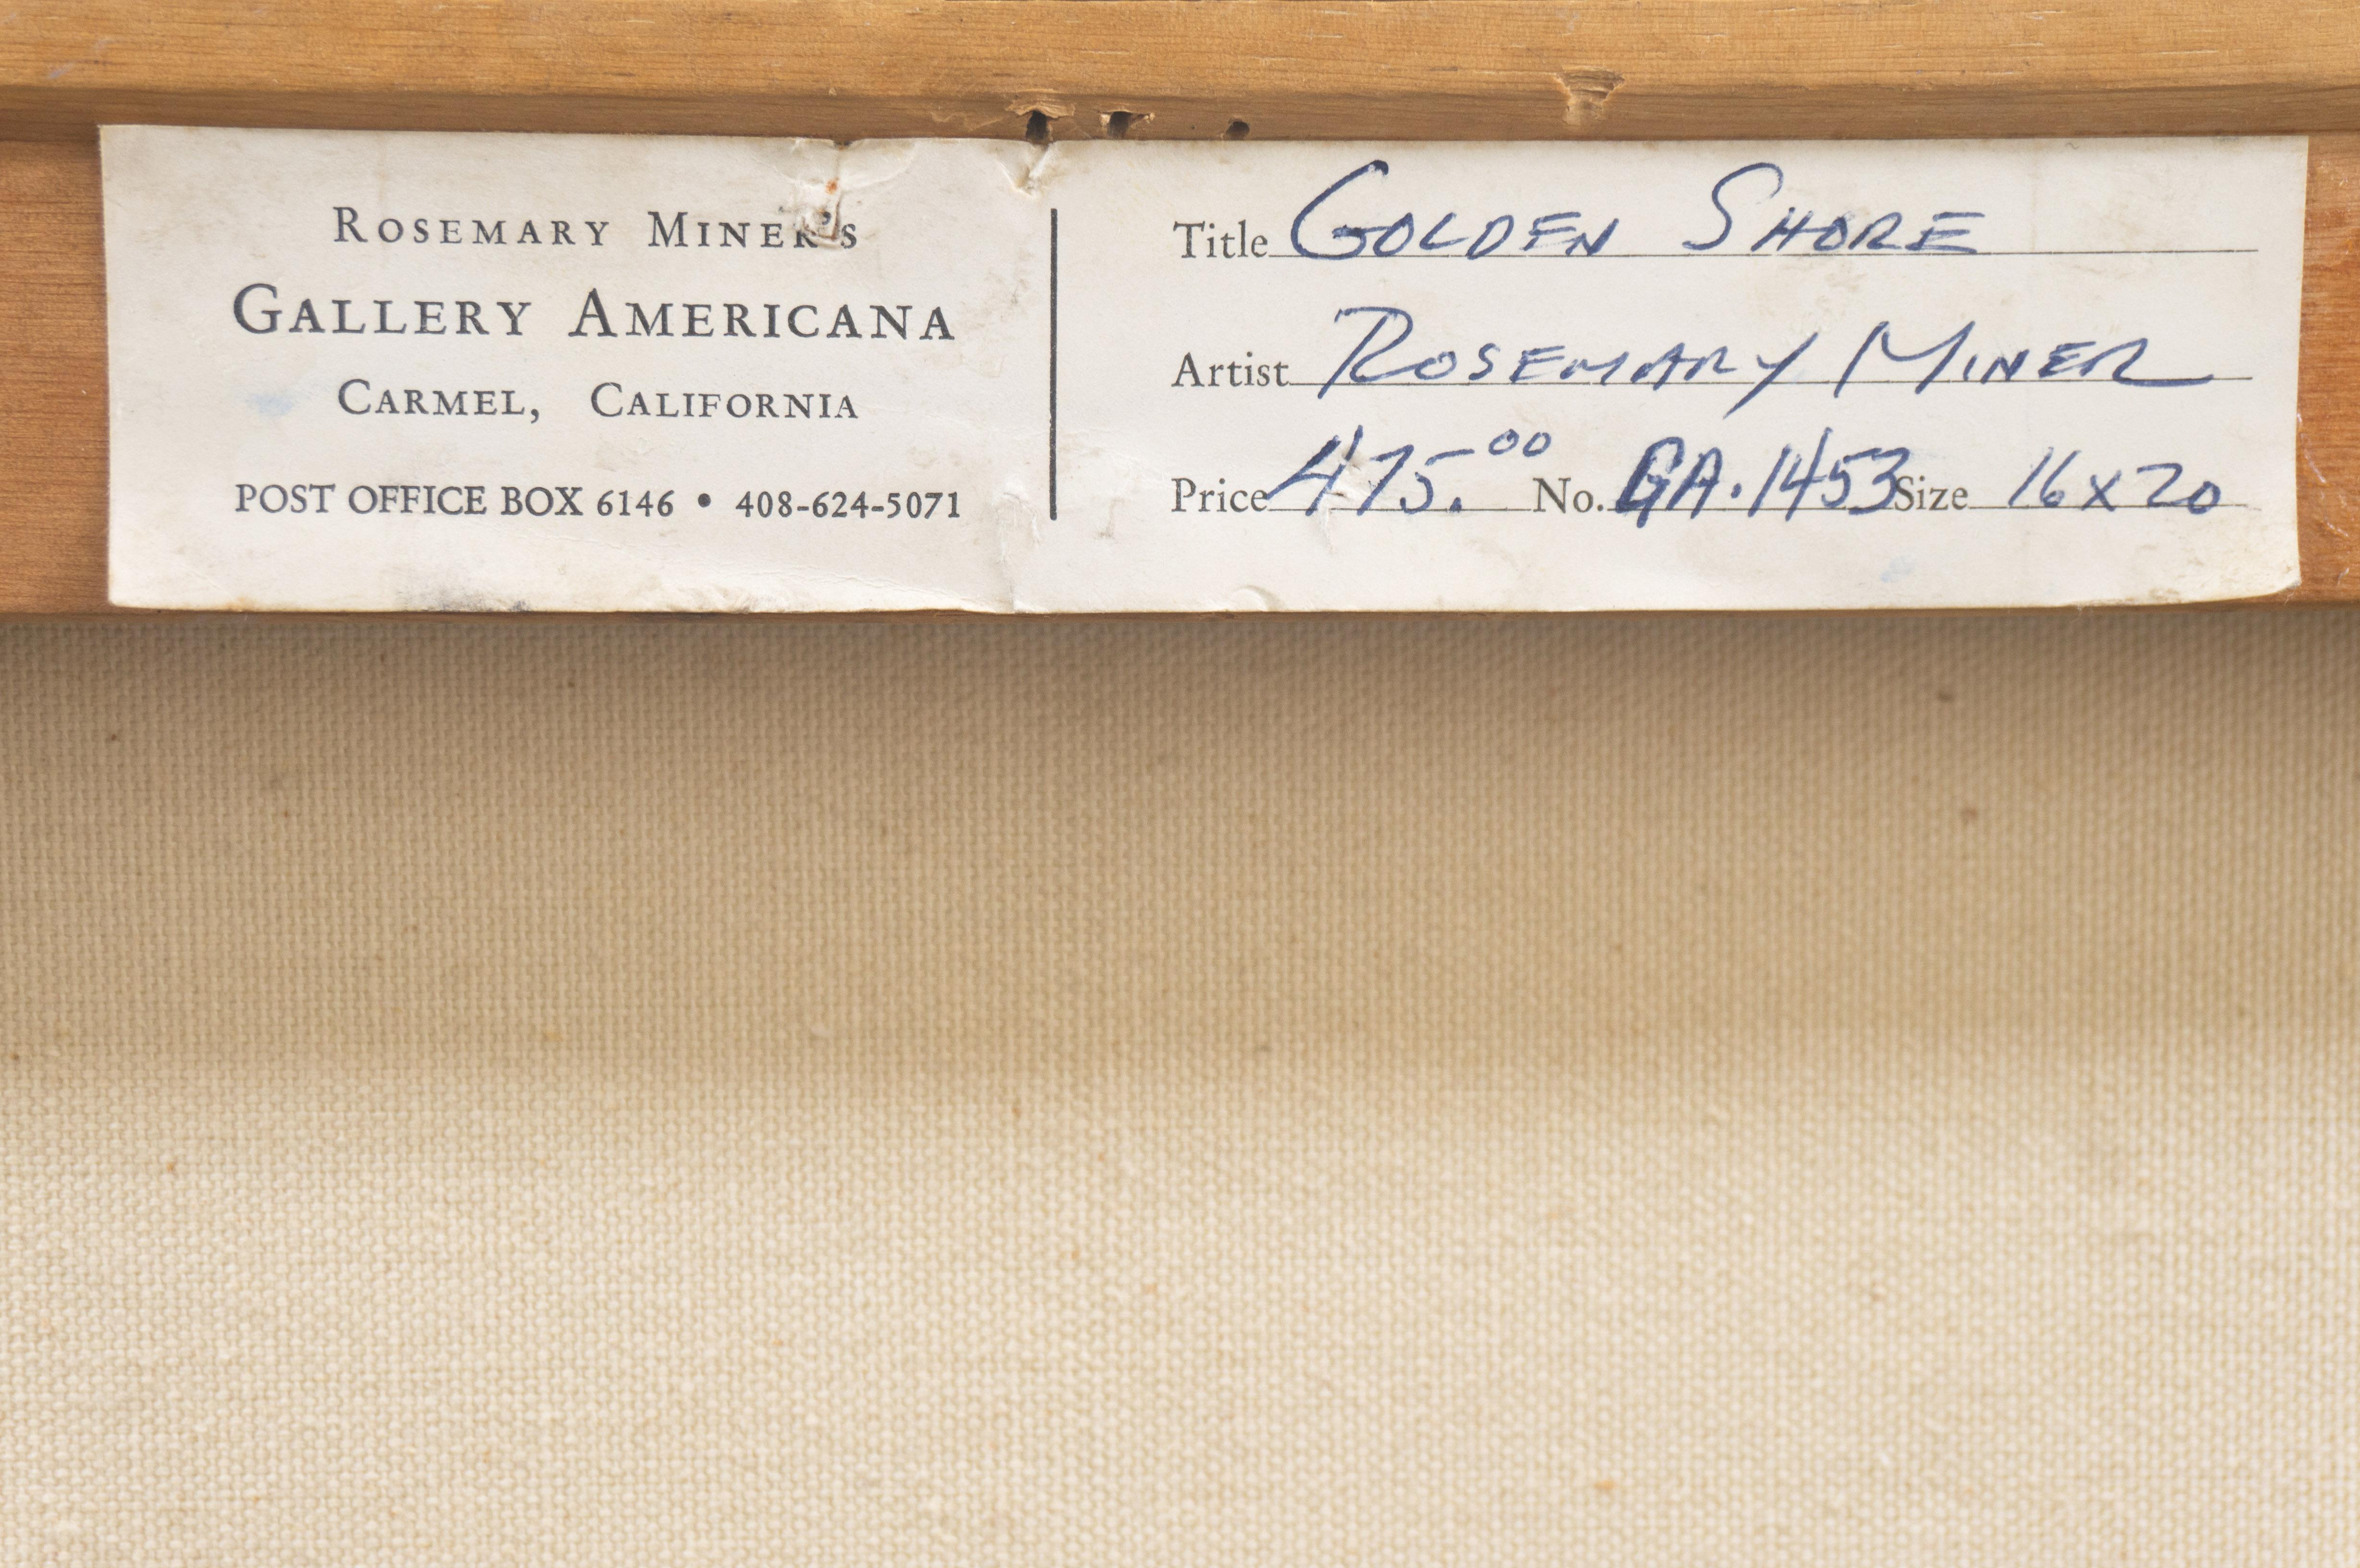 Rosemary Miner's
Gallery Americana
Carmel, California
POST OFFICE BOX 6146 • 408-624-5071
Title GOLDEN SHORE
Artist ROSEMARY MINER
Price 475.00 No. GA.1453 Size 16x20